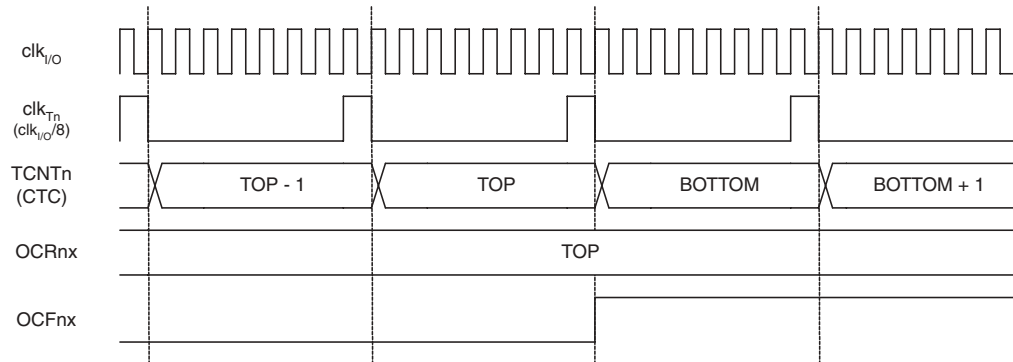 clkI/O
clkTn
(clkI/O/8)
TCNTn
(CTC)
TOP - 1
TOP
BOTTOM
BOTTOM + 1
OCRnx
TOP
OCFnx